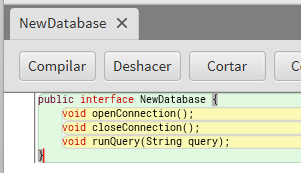 NewDatabase
Compilar Deshacer Cortar
public interface NewDatabase {
void openConnection();
void closeConnection();
void runQuery(String query);
}